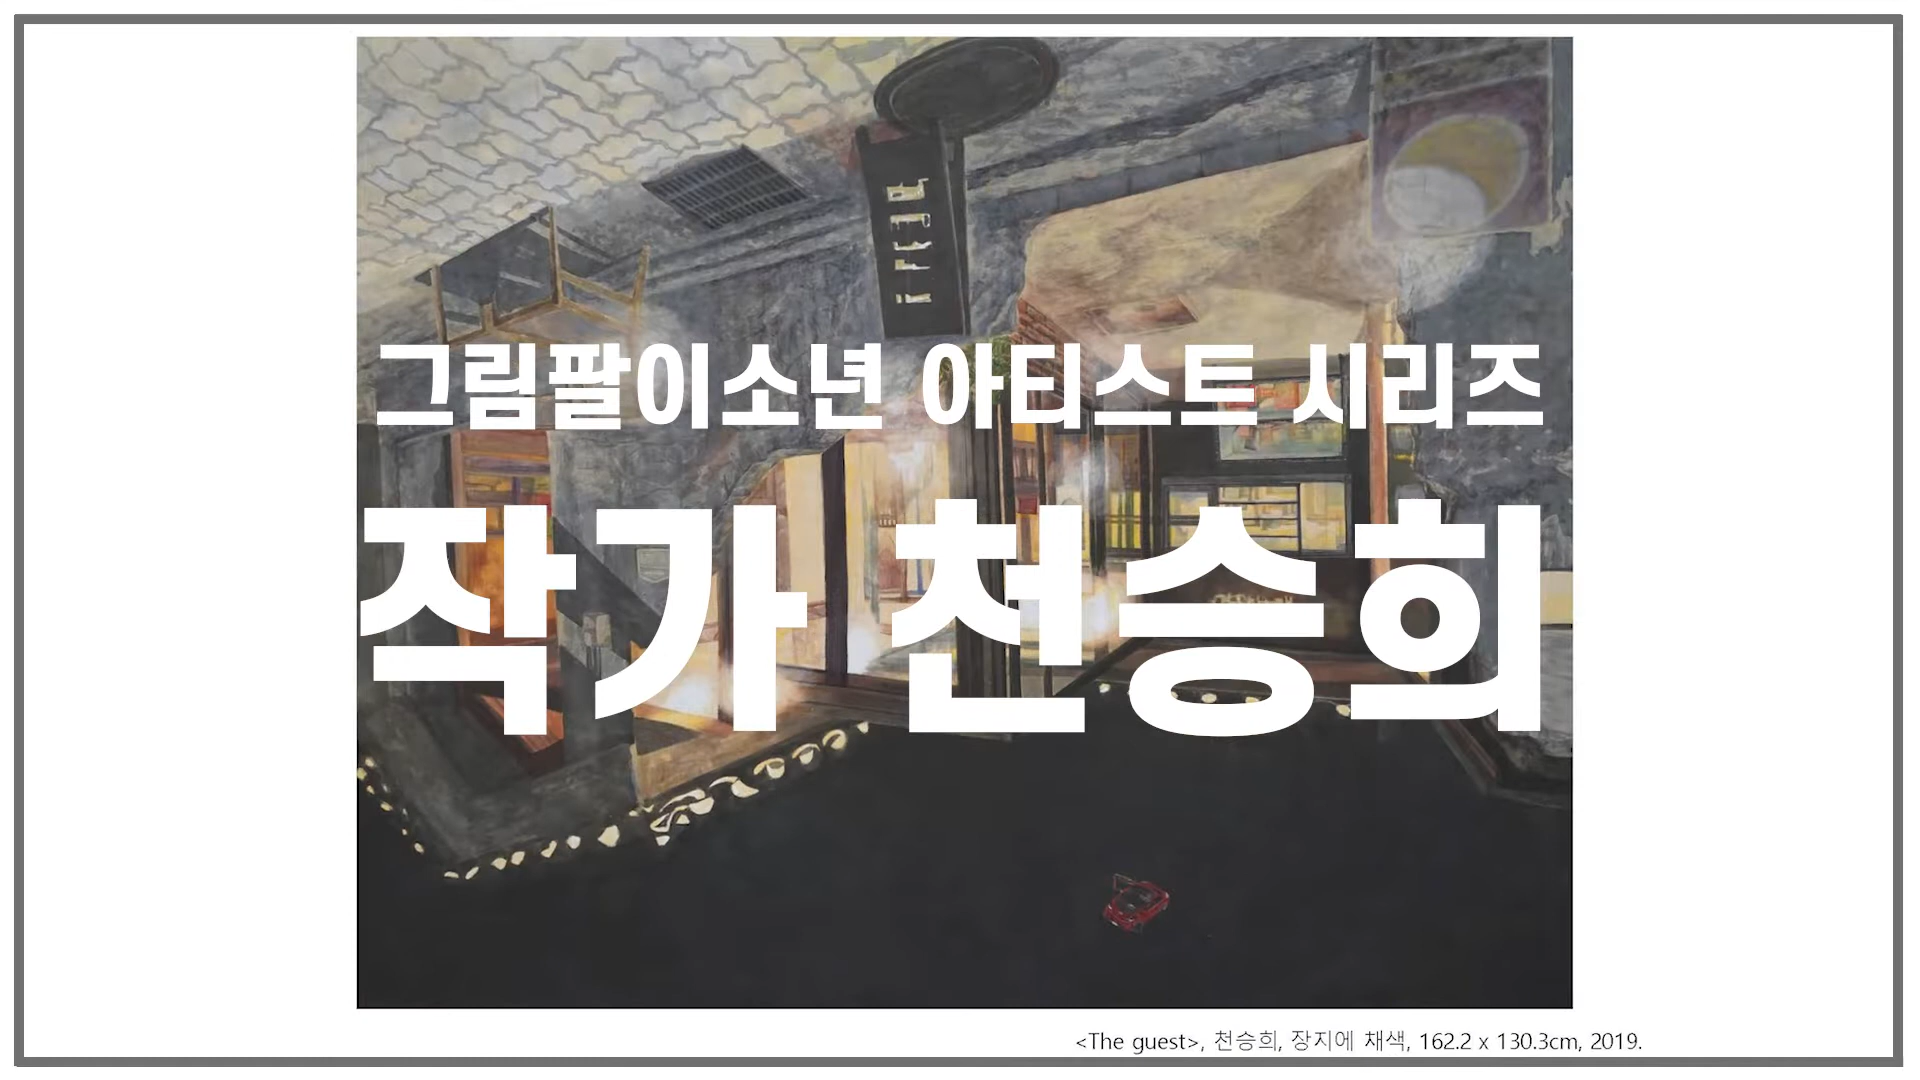 그림팔이소년 아티스트 시리즈
작가 천승희
<The guest>, 천승희, 장지에 채색, 162.2 x 130.3cm, 2019.